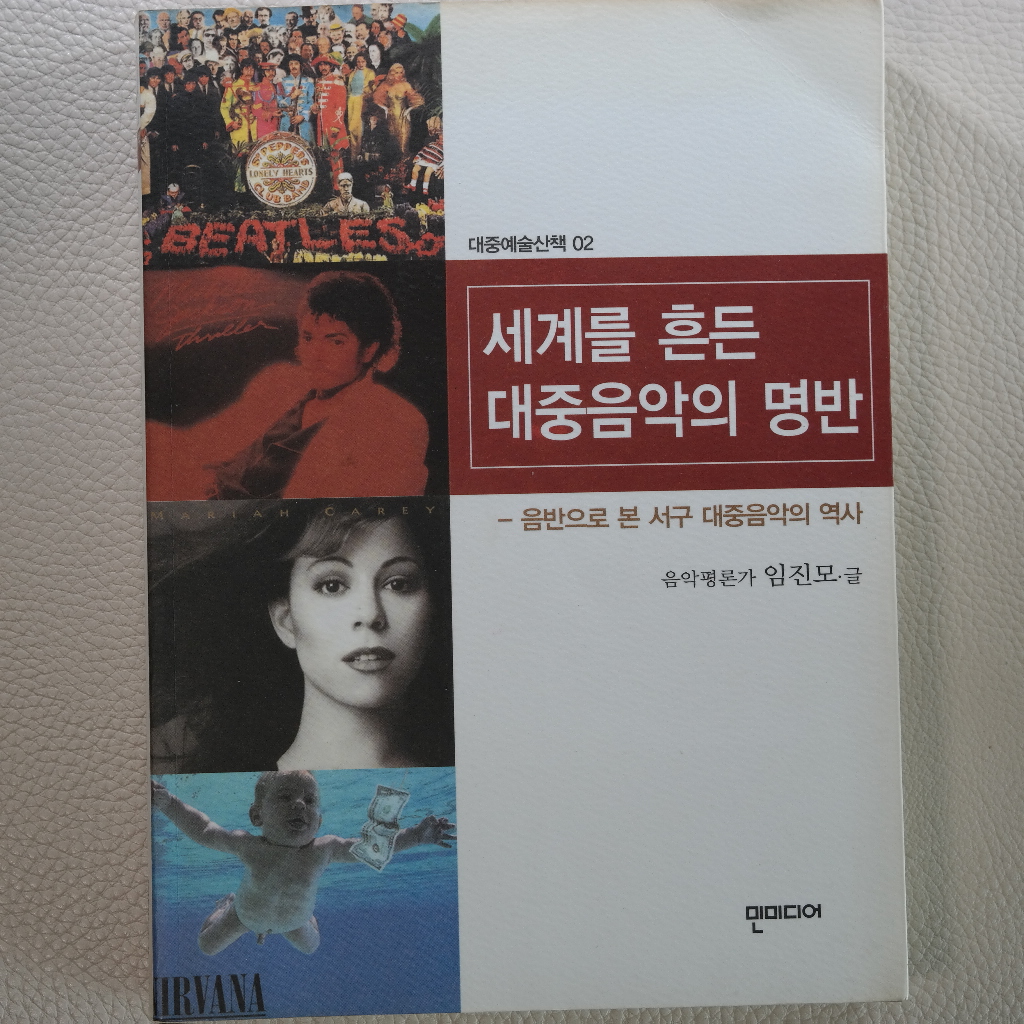 SGT. PEPPERS
LONELY HEARTS
CLUB BAND
BEATLES
대중예술산책 02
Thriller
세계를 흔든
대중음악의 명반
MARIAH CAREY
- 음반으로 본 서구 대중음악의 역사
음악평론가 임진모·글
민미디어
NIRVANA